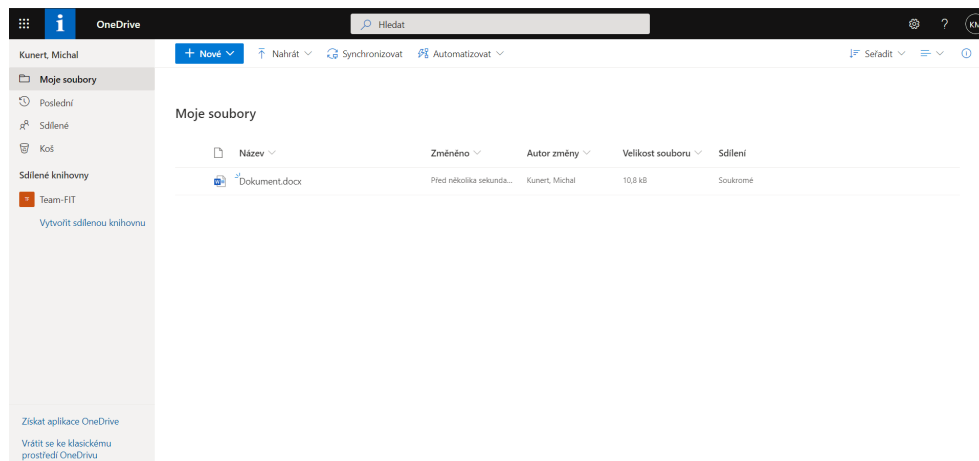 i OneDrive Hledat ? KM
Kunert, Michal
Nové Nahrát Synchronizovat Automatizovat Seřadit
Moje soubory
Poslední
Sdílené
Koš
Sdílené knihovny
Team-FIT
Vytvořit sdílenou knihovnu
Moje soubory
Název Změněno Autor změny Velikost souboru Sdílení
Dokument.docx Před několika sekunda... Kunert, Michal 10,8 kB Soukromé
Získat aplikace OneDrive
Vrátit se ke klasickému
prostředí OneDrivu